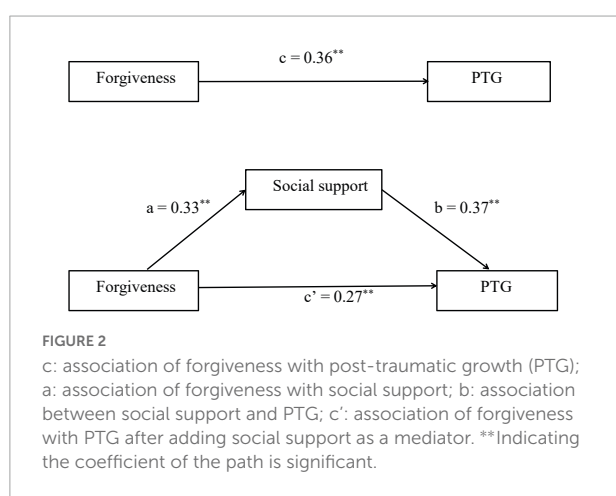 c = 0.36**
Forgiveness PTG
Social support
a = 0.33** b = 0.37**
Forgiveness PTG
c’ = 0.27**
FIGURE 2
c: association of forgiveness with post-traumatic growth (PTG);
a: association of forgiveness with social support; b: association
between social support and PTG; c’: association of forgiveness
with PTG after adding social support as a mediator. **Indicating
the coefficient of the path is significant.